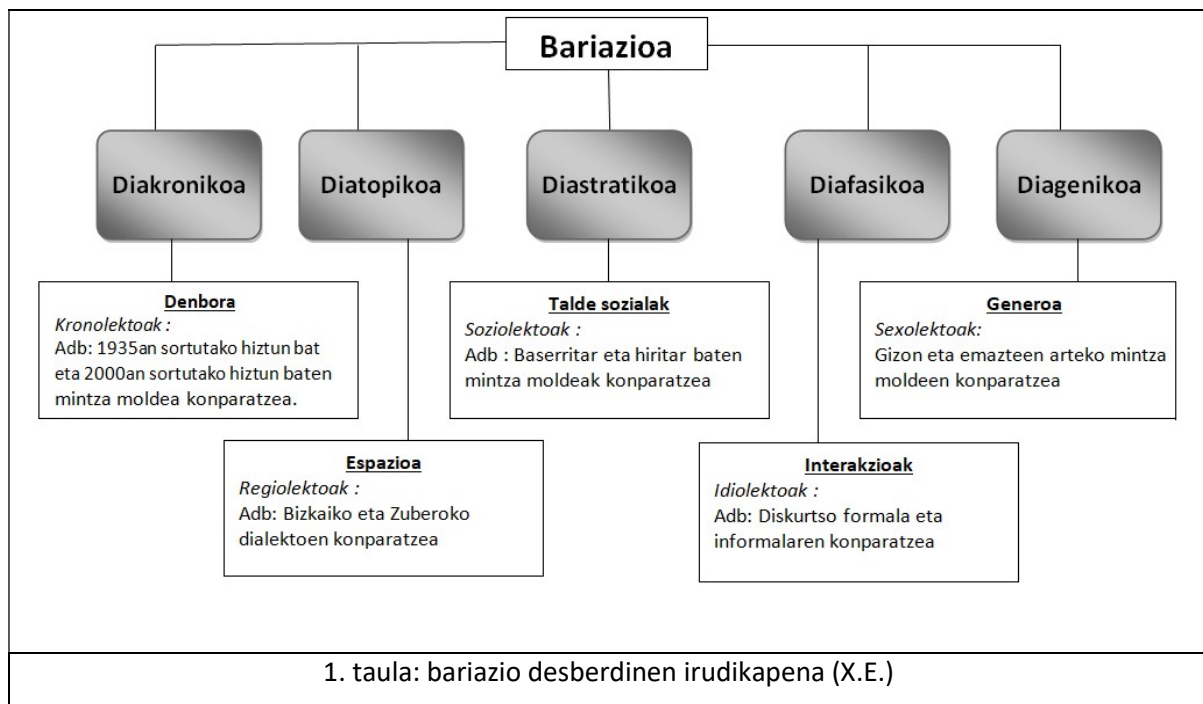 Bariazioa
Diakronikoa
Diatopikoa
Diastratikoa
Diafasikoa
Diagenikoa
Denbora
Kronolektoak :
Adb: 1935an sortutako hiztun bat
eta 2000an sortutako hiztun baten
mintza moldea konparatzea.
Talde sozialak
Soziolektoak :
Adb : Baserritar eta hiritar baten
mintza moldeak konparatzea
Generoa
Sexolektoak:
Gizon eta emazteen arteko mintza
moldeen konparatzea
Espazioa
Regiolektoak :
Adb: Bizkaiko eta Zuberoko
dialektoen konparatzea
Interakzioak
Idiolektoak :
Adb: Diskurtso formala eta
informalaren konparatzea
1. taula: bariazio desberdinen irudikapena (X.E.)